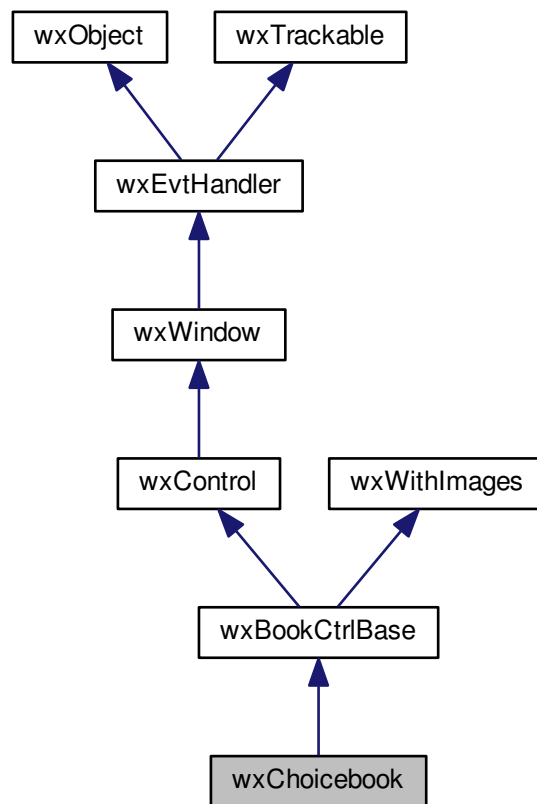 wxObject
wxTrackable
wxEvtHandler
wxWindow
wxControl
wxWithImages
wxBookCtrlBase
wxChoicebook